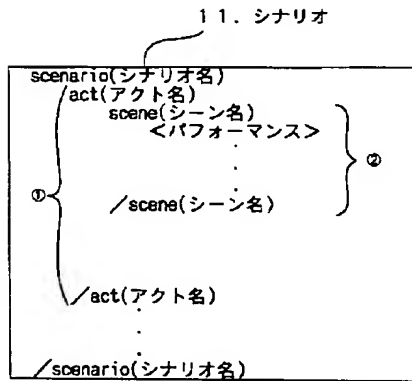 11. シナリオ
scenario(シナリオ名)
act(アクト名)
scene(シーン名)
<パフォーマンス>
②
①
/scene(シーン名)
/act(アクト名)
/scenario(シナリオ名)